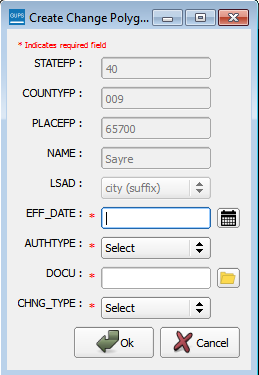 GUPS Create Change Polyg...
* Indicates required field
STATEFP : 40
COUNTYFP : 009
PLACEFP : 65700
NAME : Sayre
LSAD : city (suffix)
EFF_DATE : *
AUTHTYPE : * Select
DOCU : *
CHNG_TYPE : * Select
Ok Cancel